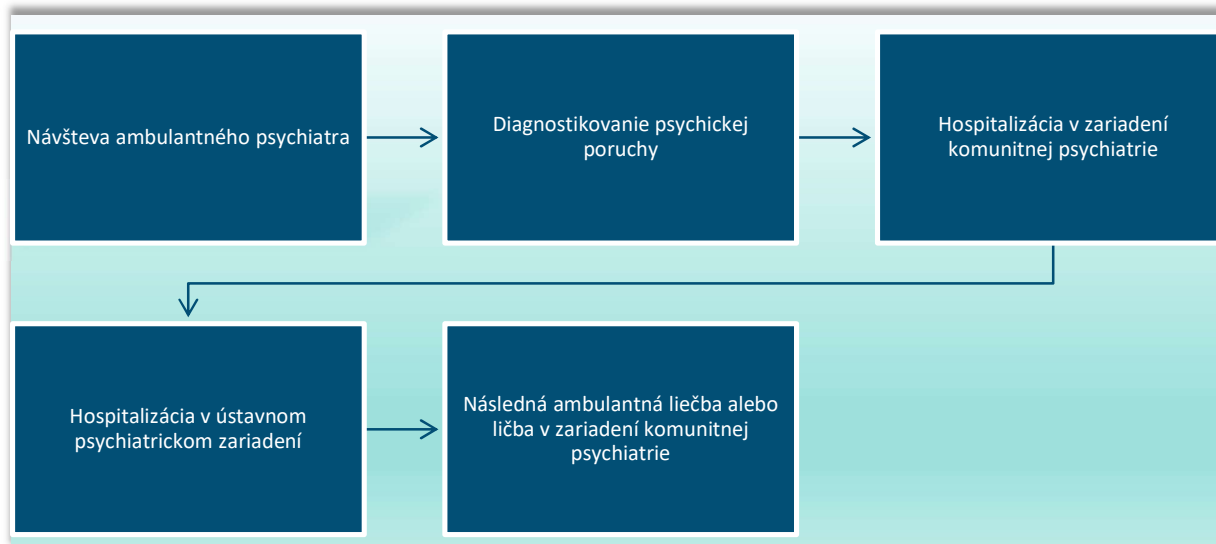 Návšteva ambulantného psychiatra
Diagnostikovanie psychickej
poruchy
Hospitalizácia v zariadení
komunitnej psychiatrie
Hospitalizácia v ústavnom
psychiatrickom zariadení
Následná ambulantná liečba alebo
ličba v zariadení komunitnej
psychiatrie